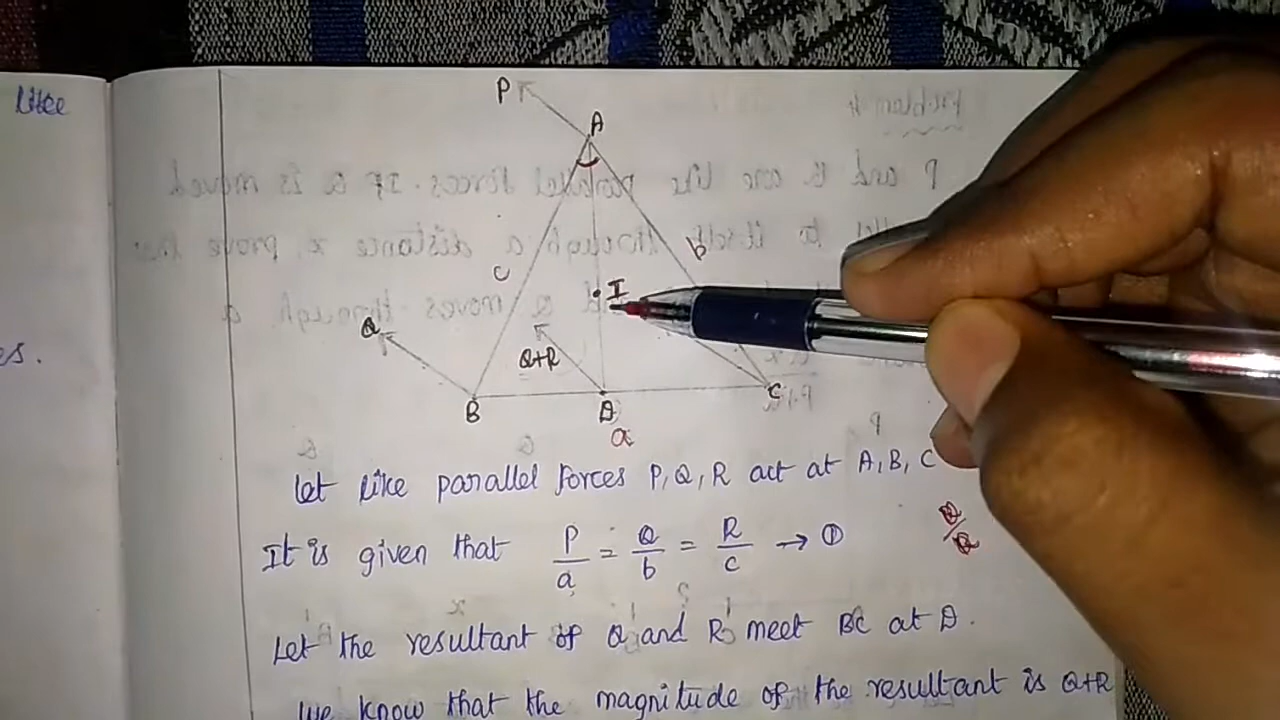 like
es.
P
A
c
b
I
Q
Q+R
B
D
C
a
Let like parallel forces P, Q, R act at A, B, C
It is given that P/a = Q/b = R/c → ①
Let the resultant of Q and R meet BC at D.
We know that the magnitude of the resultant is Q+R